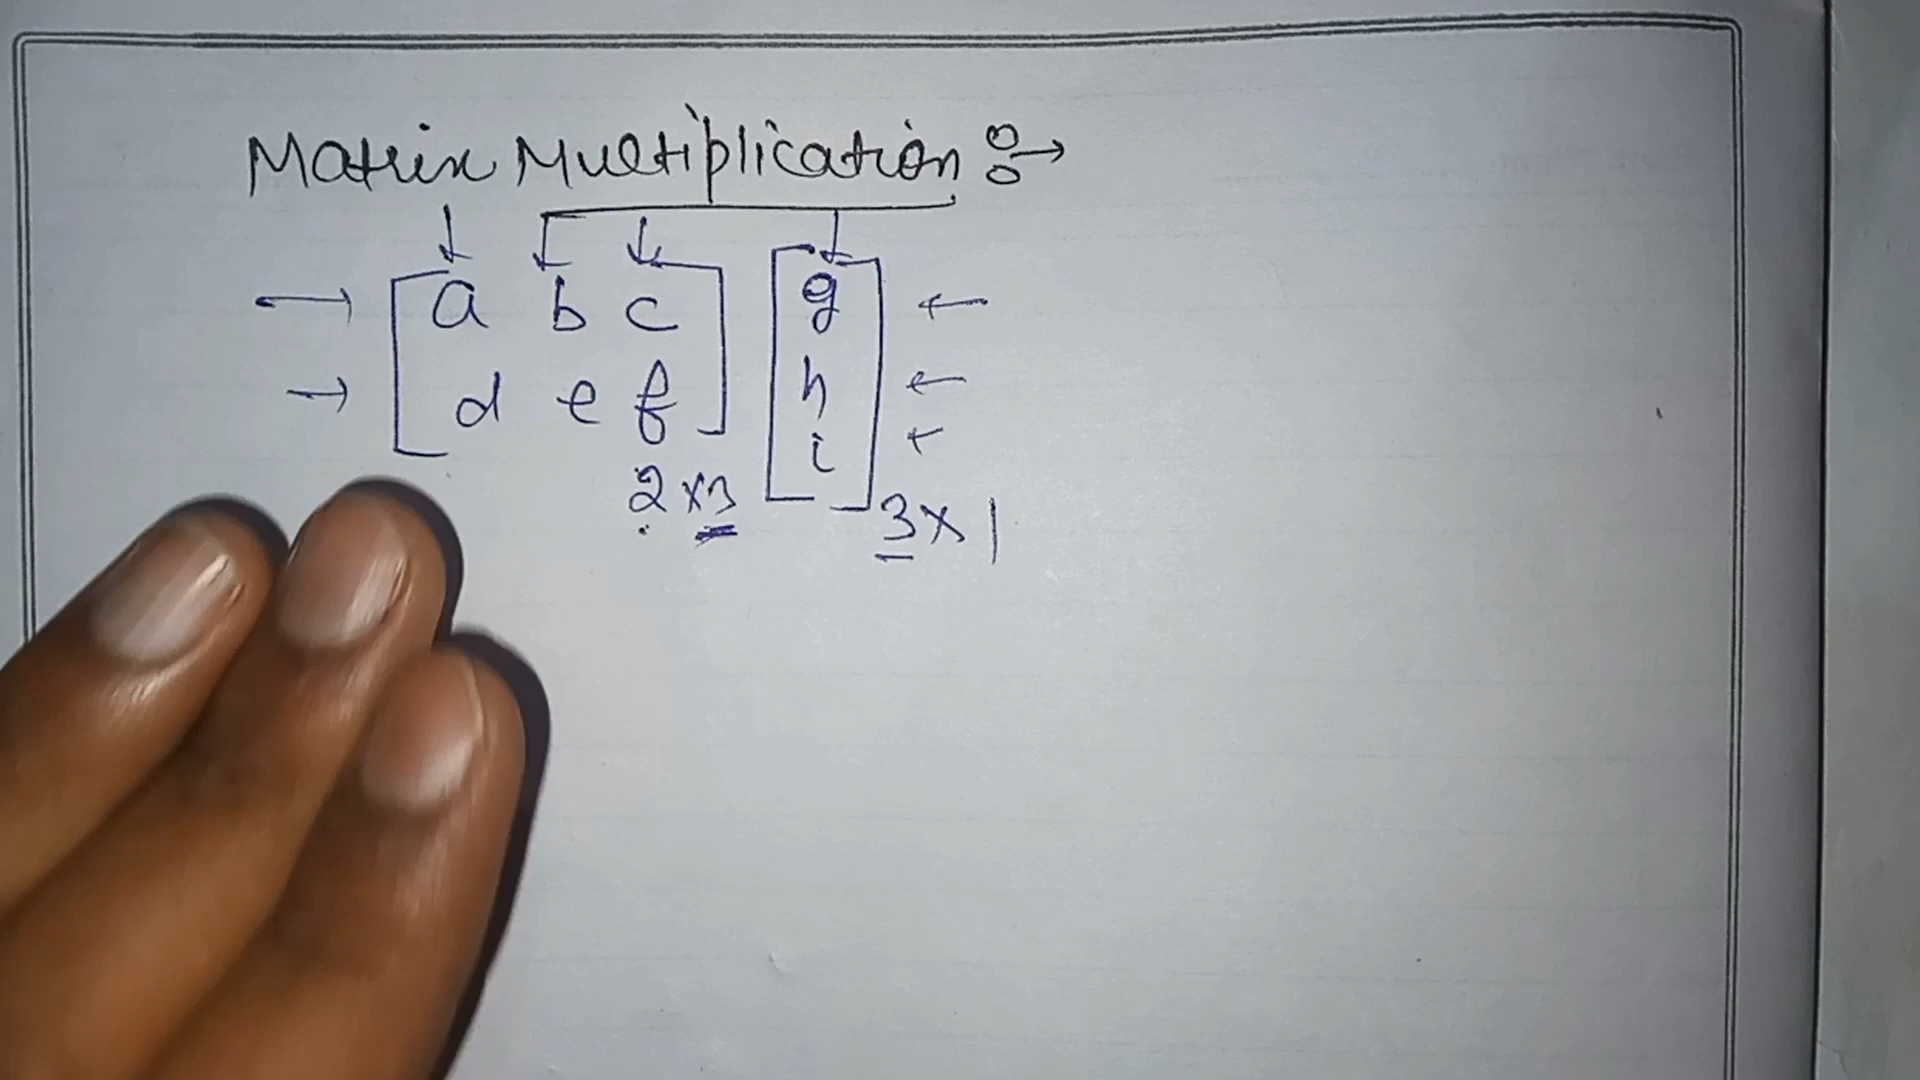 Matrix Multiplication :→
a b c g
d e f h
i
2 x 3
3 x 1